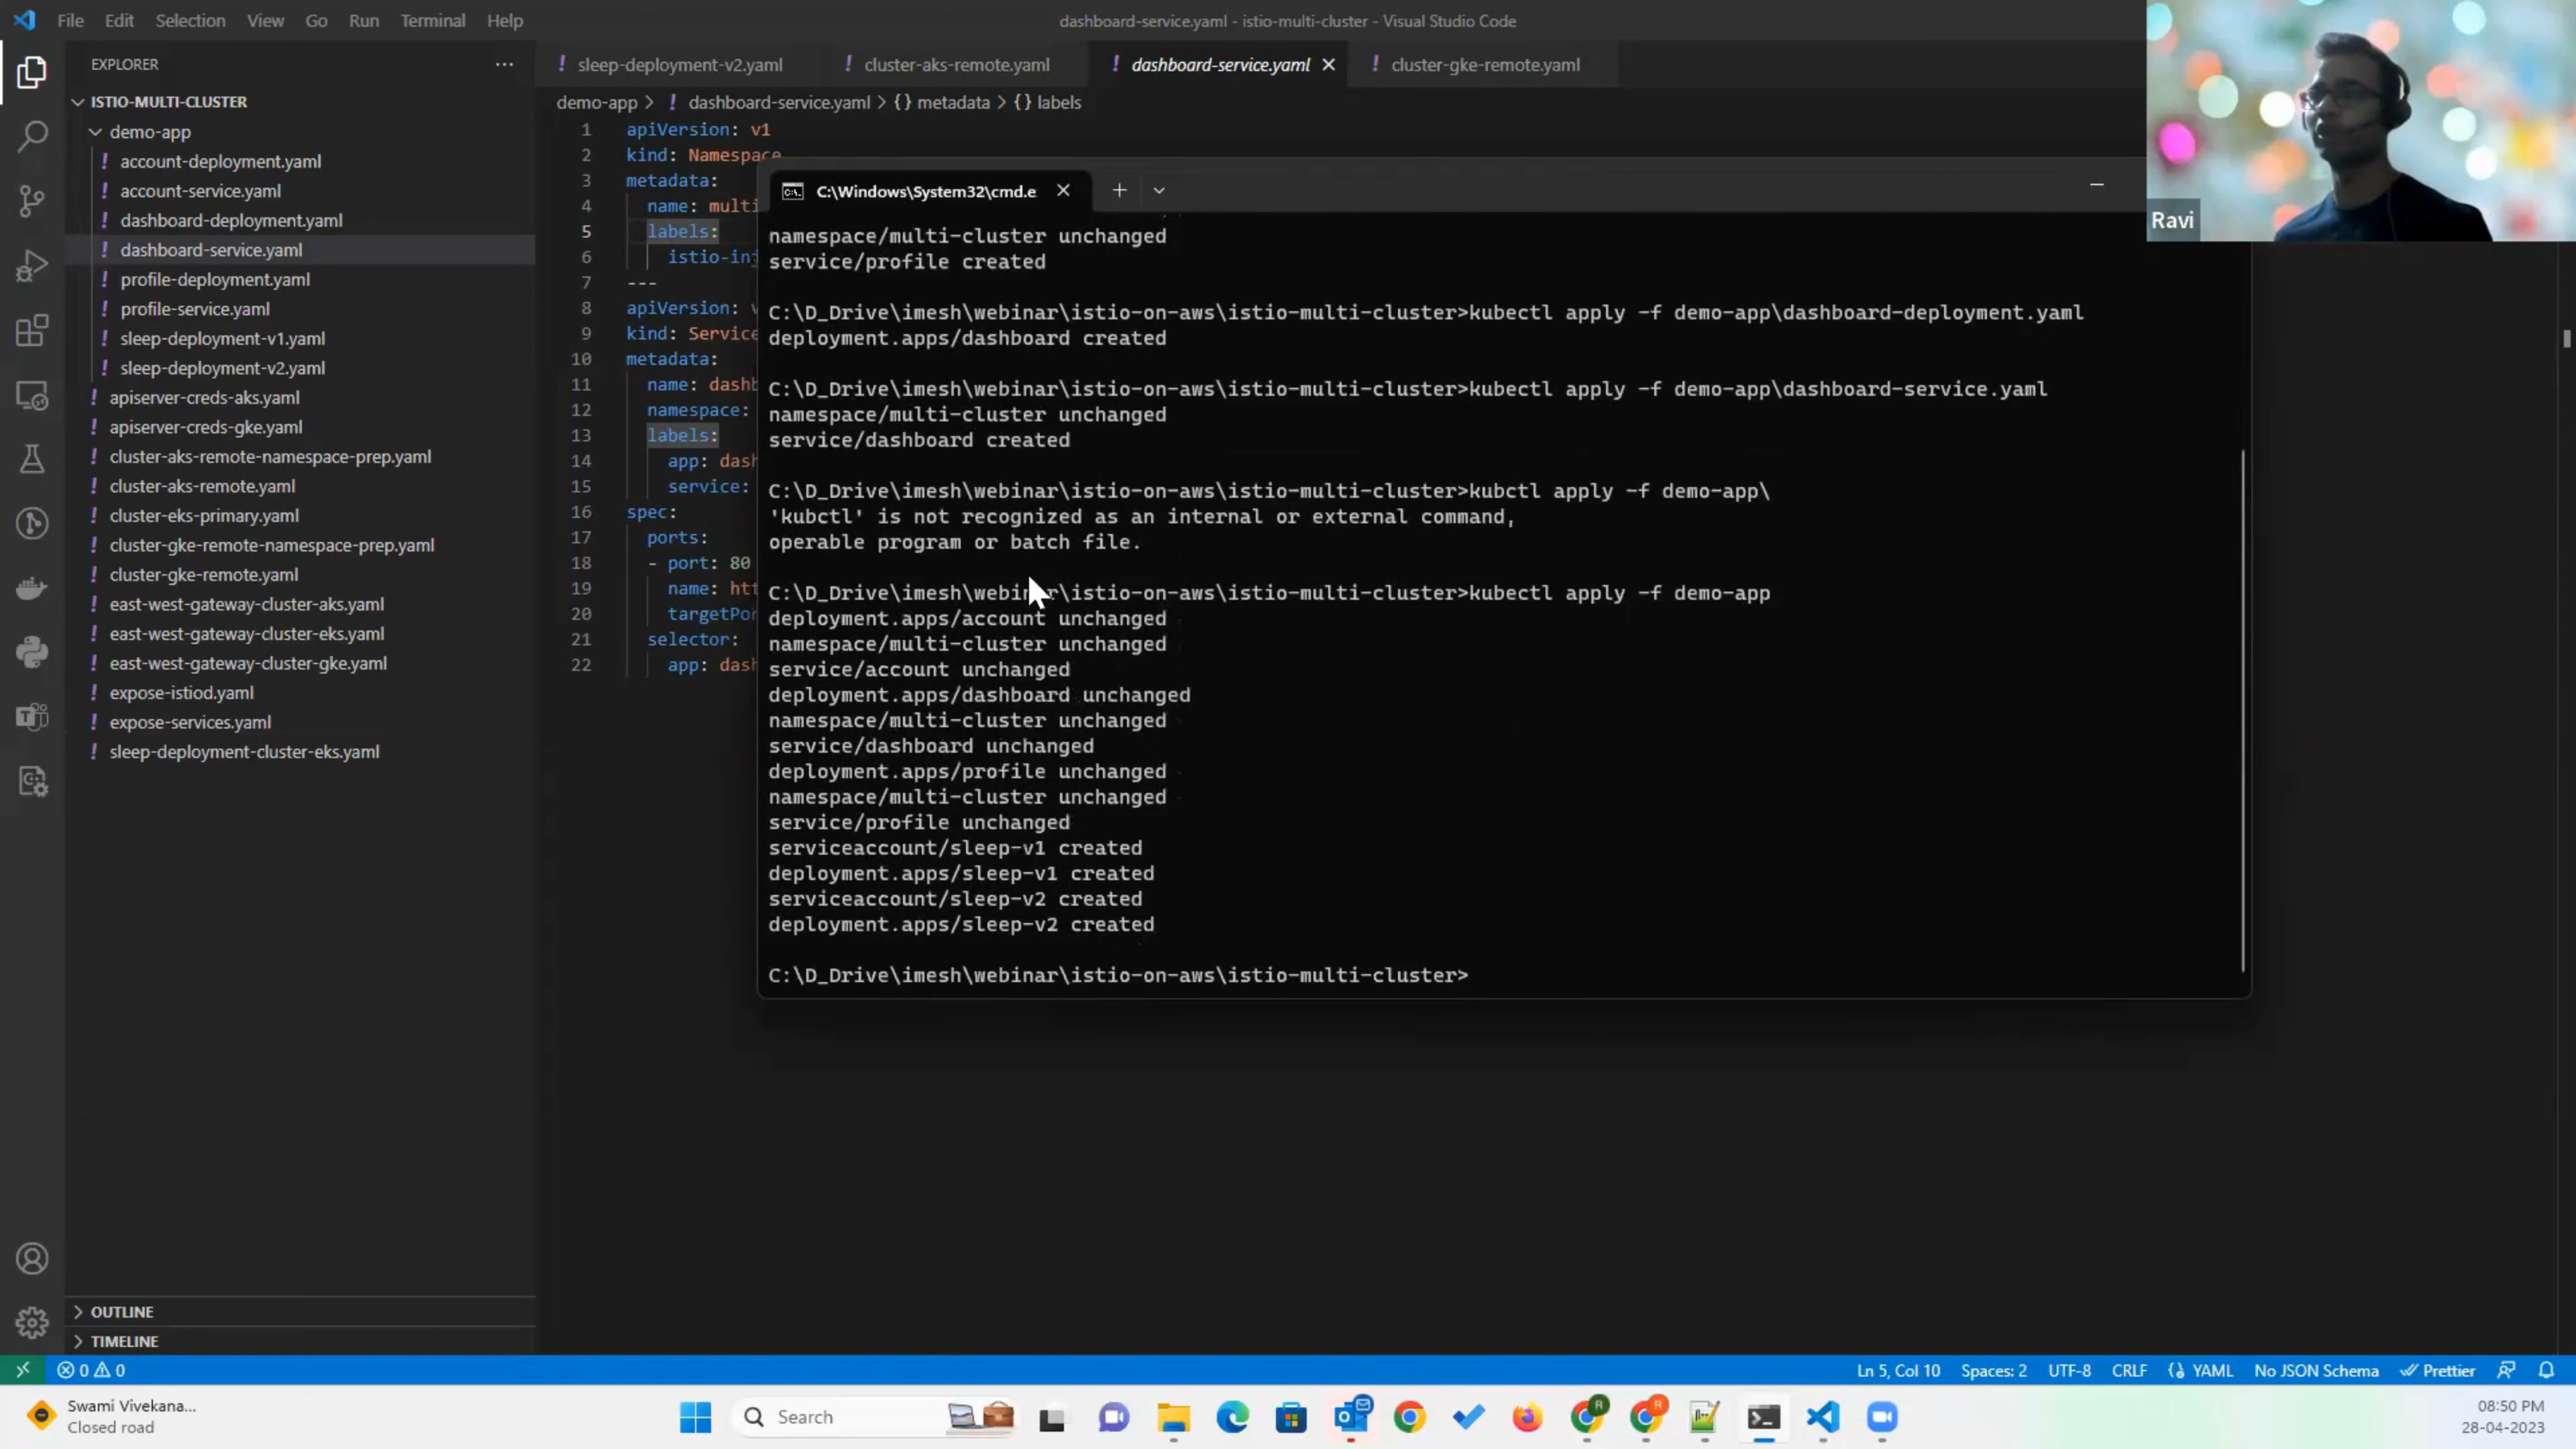 File Edit Selection View Go Run Terminal Help
dashboard-service.yaml - istio-multi-cluster - Visual Studio Code
EXPLORER
ISTIO-MULTI-CLUSTER
demo-app
! account-deployment.yaml
! account-service.yaml
! dashboard-deployment.yaml
! dashboard-service.yaml
! profile-deployment.yaml
! profile-service.yaml
! sleep-deployment-v1.yaml
! sleep-deployment-v2.yaml
! apiserver-creds-aks.yaml
! apiserver-creds-gke.yaml
! cluster-aks-remote-namespace-prep.yaml
! cluster-aks-remote.yaml
! cluster-eks-primary.yaml
! cluster-gke-remote-namespace-prep.yaml
! cluster-gke-remote.yaml
! east-west-gateway-cluster-aks.yaml
! east-west-gateway-cluster-eks.yaml
! east-west-gateway-cluster-gke.yaml
! expose-istiod.yaml
! expose-services.yaml
! sleep-deployment-cluster-eks.yaml
OUTLINE
TIMELINE
! sleep-deployment-v2.yaml ! cluster-aks-remote.yaml ! dashboard-service.yaml ! cluster-gke-remote.yaml
demo-app > ! dashboard-service.yaml > {} metadata > {} labels
1 apiVersion: v1
2 kind: Namespace
3 metadata:
4 name: multi
5 labels:
6 istio-inj
7 ---
8 apiVersion: v
9 kind: Service
10 metadata:
11 name: dashb
12 namespace:
13 labels:
14 app: dash
15 service:
16 spec:
17 ports:
18 - port: 80
19 name: htt
20 targetPor
21 selector:
22 app: dash
C:\Windows\System32\cmd.e
namespace/multi-cluster unchanged
service/profile created
C:\D_Drive\imesh\webinar\istio-on-aws\istio-multi-cluster>kubectl apply -f demo-app\dashboard-deployment.yaml
deployment.apps/dashboard created
C:\D_Drive\imesh\webinar\istio-on-aws\istio-multi-cluster>kubectl apply -f demo-app\dashboard-service.yaml
namespace/multi-cluster unchanged
service/dashboard created
C:\D_Drive\imesh\webinar\istio-on-aws\istio-multi-cluster>kubctl apply -f demo-app\
'kubctl' is not recognized as an internal or external command,
operable program or batch file.
C:\D_Drive\imesh\webinar\istio-on-aws\istio-multi-cluster>kubectl apply -f demo-app
deployment.apps/account unchanged
namespace/multi-cluster unchanged
service/account unchanged
deployment.apps/dashboard unchanged
namespace/multi-cluster unchanged
service/dashboard unchanged
deployment.apps/profile unchanged
namespace/multi-cluster unchanged
service/profile unchanged
serviceaccount/sleep-v1 created
deployment.apps/sleep-v1 created
serviceaccount/sleep-v2 created
deployment.apps/sleep-v2 created
C:\D_Drive\imesh\webinar\istio-on-aws\istio-multi-cluster>
Ravi
0 0
Ln 5, Col 10 Spaces: 2 UTF-8 CRLF {} YAML No JSON Schema Prettier
Swami Vivekana...
Closed road
Search
08:50 PM
28-04-2023